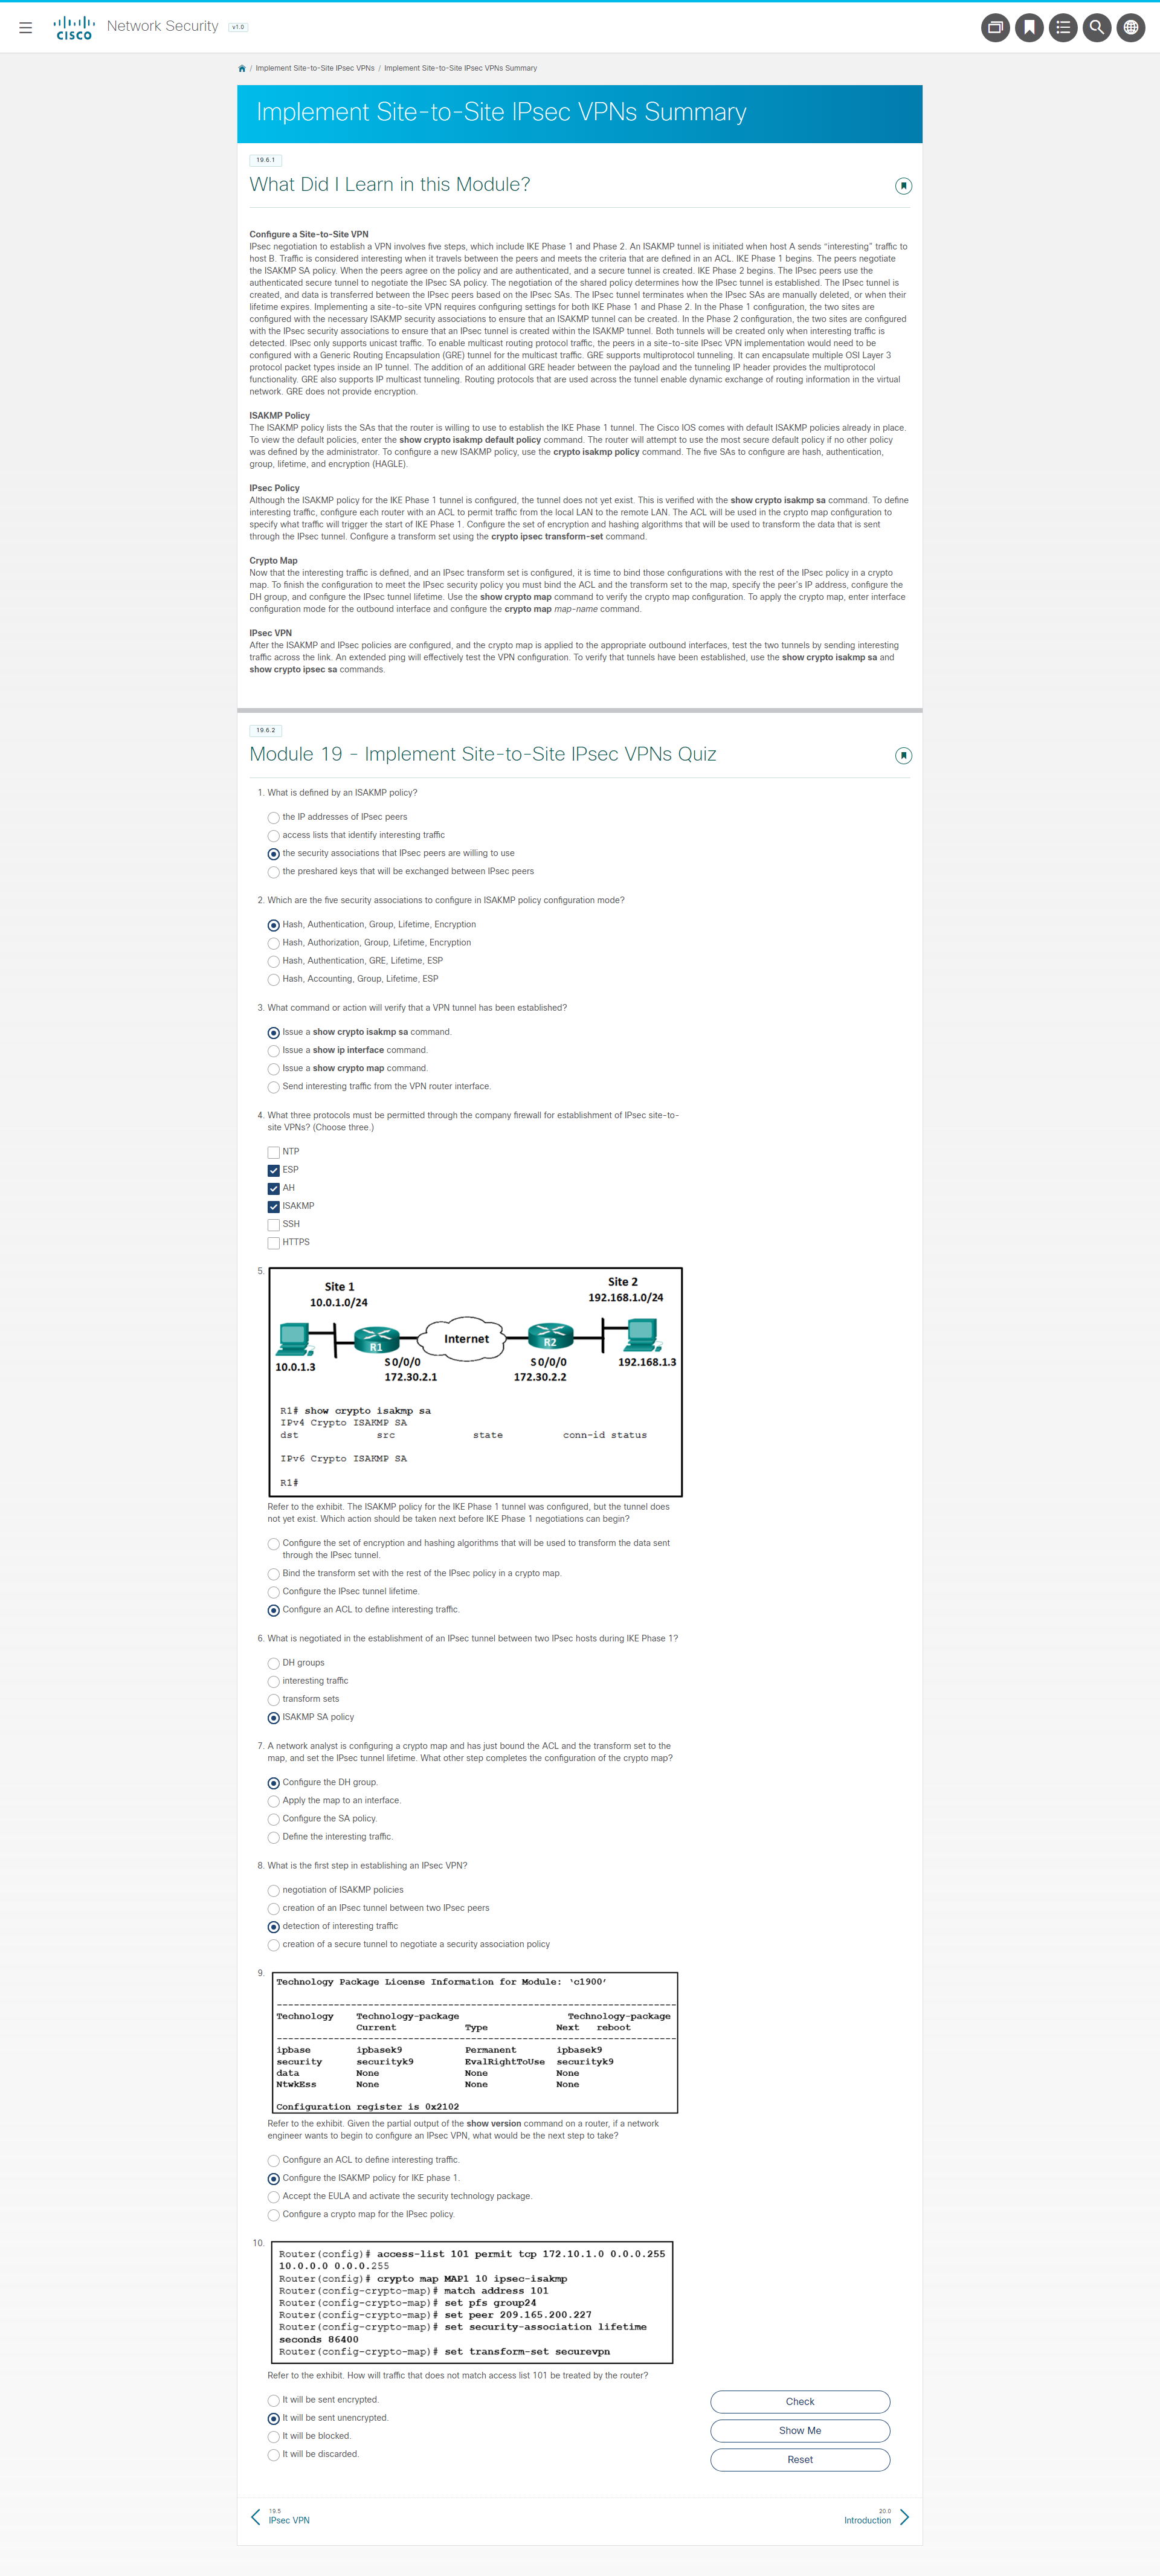 CISCO
Network Security v1.0
/ Implement Site-to-Site IPsec VPNs / Implement Site-to-Site IPsec VPNs Summary
Implement Site-to-Site IPsec VPNs Summary
19.6.1
What Did I Learn in this Module?
Configure a Site-to-Site VPN
IPsec negotiation to establish a VPN involves five steps, which include IKE Phase 1 and Phase 2. An ISAKMP tunnel is initiated when host A sends “interesting” traffic to
host B. Traffic is considered interesting when it travels between the peers and meets the criteria that are defined in an ACL. IKE Phase 1 begins. The peers negotiate
the ISAKMP SA policy. When the peers agree on the policy and are authenticated, and a secure tunnel is created. IKE Phase 2 begins. The IPsec peers use the
authenticated secure tunnel to negotiate the IPsec SA policy. The negotiation of the shared policy determines how the IPsec tunnel is established. The IPsec tunnel is
created, and data is transferred between the IPsec peers based on the IPsec SAs. The IPsec tunnel terminates when the IPsec SAs are manually deleted, or when their
lifetime expires. Implementing a site-to-site VPN requires configuring settings for both IKE Phase 1 and Phase 2. In the Phase 1 configuration, the two sites are
configured with the necessary ISAKMP security associations to ensure that an ISAKMP tunnel can be created. In the Phase 2 configuration, the two sites are configured
with the IPsec security associations to ensure that an IPsec tunnel is created within the ISAKMP tunnel. Both tunnels will be created only when interesting traffic is
detected. IPsec only supports unicast traffic. To enable multicast routing protocol traffic, the peers in a site-to-site IPsec VPN implementation would need to be
configured with a Generic Routing Encapsulation (GRE) tunnel for the multicast traffic. GRE supports multiprotocol tunneling. It can encapsulate multiple OSI Layer 3
protocol packet types inside an IP tunnel. The addition of an additional GRE header between the payload and the tunneling IP header provides the multiprotocol
functionality. GRE also supports IP multicast tunneling. Routing protocols that are used across the tunnel enable dynamic exchange of routing information in the virtual
network. GRE does not provide encryption.
ISAKMP Policy
The ISAKMP policy lists the SAs that the router is willing to use to establish the IKE Phase 1 tunnel. The Cisco IOS comes with default ISAKMP policies already in place.
To view the default policies, enter the show crypto isakmp default policy command. The router will attempt to use the most secure default policy if no other policy
was defined by the administrator. To configure a new ISAKMP policy, use the crypto isakmp policy command. The five SAs to configure are hash, authentication,
group, lifetime, and encryption (HAGLE).
IPsec Policy
Although the ISAKMP policy for the IKE Phase 1 tunnel is configured, the tunnel does not yet exist. This is verified with the show crypto isakmp sa command. To define
interesting traffic, configure each router with an ACL to permit traffic from the local LAN to the remote LAN. The ACL will be used in the crypto map configuration to
specify what traffic will trigger the start of IKE Phase 1. Configure the set of encryption and hashing algorithms that will be used to transform the data that is sent
through the IPsec tunnel. Configure a transform set using the crypto ipsec transform-set command.
Crypto Map
Now that the interesting traffic is defined, and an IPsec transform set is configured, it is time to bind those configurations with the rest of the IPsec policy in a crypto
map. To finish the configuration to meet the IPsec security policy you must bind the ACL and the transform set to the map, specify the peer's IP address, configure the
DH group, and configure the IPsec tunnel lifetime. Use the show crypto map command to verify the crypto map configuration. To apply the crypto map, enter interface
configuration mode for the outbound interface and configure the crypto map map-name command.
IPsec VPN
After the ISAKMP and IPsec policies are configured, and the crypto map is applied to the appropriate outbound interfaces, test the two tunnels by sending interesting
traffic across the link. An extended ping will effectively test the VPN configuration. To verify that tunnels have been established, use the show crypto isakmp sa and
show crypto ipsec sa commands.
19.6.2
Module 19 - Implement Site-to-Site IPsec VPNs Quiz
1. What is defined by an ISAKMP policy?
the IP addresses of IPsec peers
access lists that identify interesting traffic
the security associations that IPsec peers are willing to use
the preshared keys that will be exchanged between IPsec peers
2. Which are the five security associations to configure in ISAKMP policy configuration mode?
Hash, Authentication, Group, Lifetime, Encryption
Hash, Authorization, Group, Lifetime, Encryption
Hash, Authentication, GRE, Lifetime, ESP
Hash, Accounting, Group, Lifetime, ESP
3. What command or action will verify that a VPN tunnel has been established?
Issue a show crypto isakmp sa command.
Issue a show ip interface command.
Issue a show crypto map command.
Send interesting traffic from the VPN router interface.
4. What three protocols must be permitted through the company firewall for establishment of IPsec site-to-
site VPNs? (Choose three.)
NTP
ESP
AH
ISAKMP
SSH
HTTPS
5.
Site 1
10.0.1.0/24
Site 2
192.168.1.0/24
R1
Internet
R2
10.0.1.3
S0/0/0
172.30.2.1
S0/0/0
172.30.2.2
192.168.1.3
R1# show crypto isakmp sa
IPv4 Crypto ISAKMP SA
dst src state conn-id status
IPv6 Crypto ISAKMP SA
R1#
Refer to the exhibit. The ISAKMP policy for the IKE Phase 1 tunnel was configured, but the tunnel does
not yet exist. Which action should be taken next before IKE Phase 1 negotiations can begin?
Configure the set of encryption and hashing algorithms that will be used to transform the data sent
through the IPsec tunnel.
Bind the transform set with the rest of the IPsec policy in a crypto map.
Configure the IPsec tunnel lifetime.
Configure an ACL to define interesting traffic.
6. What is negotiated in the establishment of an IPsec tunnel between two IPsec hosts during IKE Phase 1?
DH groups
interesting traffic
transform sets
ISAKMP SA policy
7. A network analyst is configuring a crypto map and has just bound the ACL and the transform set to the
map, and set the IPsec tunnel lifetime. What other step completes the configuration of the crypto map?
Configure the DH group.
Apply the map to an interface.
Configure the SA policy.
Define the interesting traffic.
8. What is the first step in establishing an IPsec VPN?
negotiation of ISAKMP policies
creation of an IPsec tunnel between two IPsec peers
detection of interesting traffic
creation of a secure tunnel to negotiate a security association policy
9.
Technology Package License Information for Module: 'c1900'
----------------------------------------------------------------------
Technology Technology-package Technology-package
Current Type Next reboot
----------------------------------------------------------------------
ipbase ipbasek9 Permanent ipbasek9
security securityk9 EvalRightToUse securityk9
data None None None
NtwkEss None None None
Configuration register is 0x2102
Refer to the exhibit. Given the partial output of the show version command on a router, if a network
engineer wants to begin to configure an IPsec VPN, what would be the next step to take?
Configure an ACL to define interesting traffic.
Configure the ISAKMP policy for IKE phase 1.
Accept the EULA and activate the security technology package.
Configure a crypto map for the IPsec policy.
10.
Router(config)# access-list 101 permit tcp 172.10.1.0 0.0.0.255
10.0.0.0 0.0.0.255
Router(config)# crypto map MAP1 10 ipsec-isakmp
Router(config-crypto-map)# match address 101
Router(config-crypto-map)# set pfs group24
Router(config-crypto-map)# set peer 209.165.200.227
Router(config-crypto-map)# set security-association lifetime
seconds 86400
Router(config-crypto-map)# set transform-set securevpn
Refer to the exhibit. How will traffic that does not match access list 101 be treated by the router?
It will be sent encrypted.
It will be sent unencrypted.
It will be blocked.
It will be discarded.
Check
Show Me
Reset
19.5
IPsec VPN
20.0
Introduction